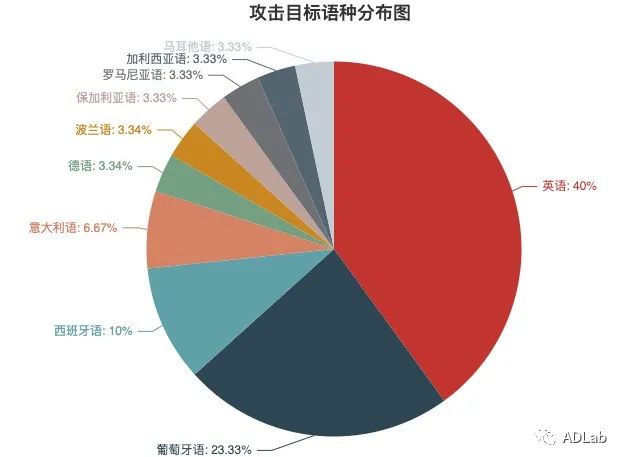 攻击目标语种分布图
马耳他语: 3.33%
加利西亚语: 3.33%
罗马尼亚语: 3.33%
保加利亚语: 3.33%
波兰语: 3.34%
德语: 3.34%
意大利语: 6.67%
西班牙语: 10%
葡萄牙语: 23.33%
英语: 40%
ADLab